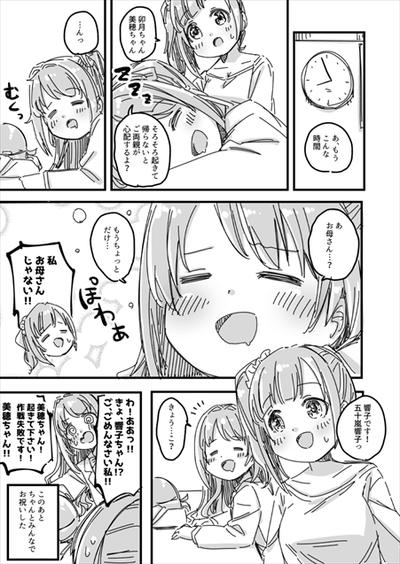 あ、もう
こんな
時間
卯月ちゃん
美穂ちゃん
そろそろ起きて
帰らないと
ご両親が
心配するよ?
zzz
…んっ
むくっ
あ
お母さん…?
もうちょっと
だけ…
ぽわぁ
私
お母さん
じゃない!!
響子です!
五十嵐響子っ
きょう…こ?
わ!ああっ!!
きょ、響子ちゃん!?
ご、ごめんなさい私!!
美穂ちゃん!
起きて下さい!
作戦失敗です!
美穂ちゃん!!
このあと
ちゃんとみんなで
お祝いした